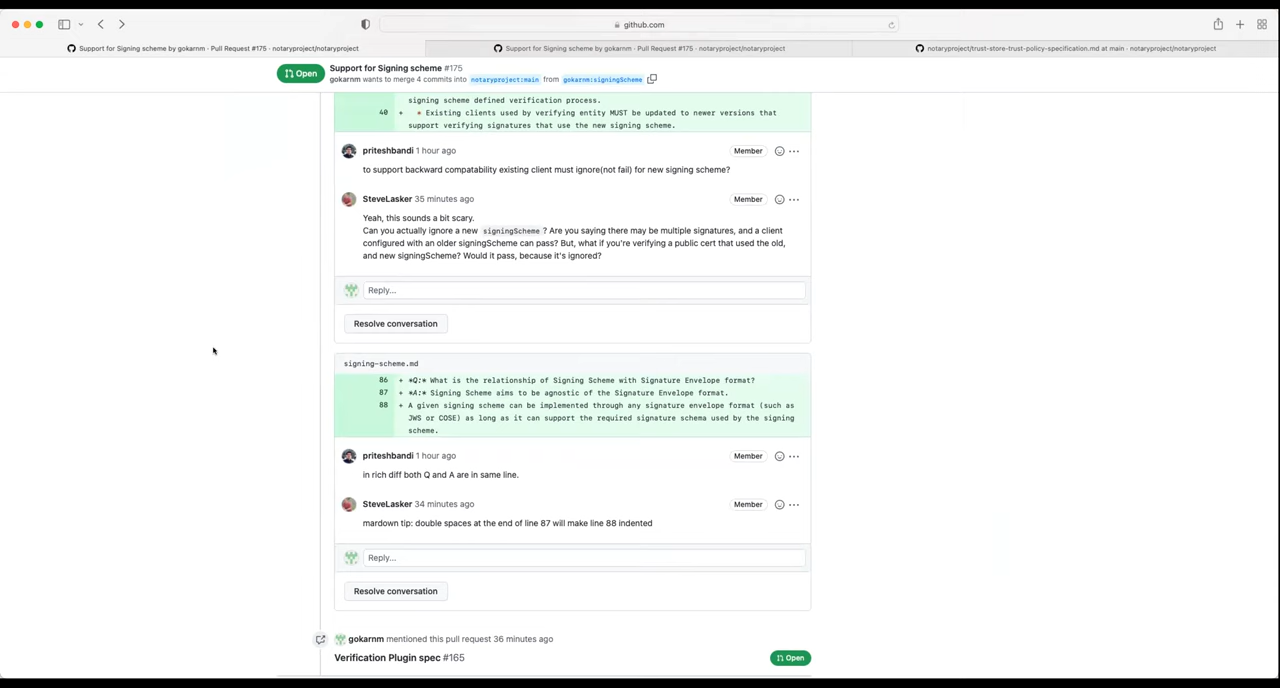 github.com
Support for Signing scheme by gokarnm · Pull Request #175 · notaryproject/notaryproject
Support for Signing scheme by gokarnm · Pull Request #175 · notaryproject/notaryproject
notaryproject/trust-store-trust-policy-specification.md at main · notaryproject/notaryproject
Open
Support for Signing scheme #175
gokarnm wants to merge 4 commits into notaryproject:main from gokarnm:signingScheme
signing scheme defined verification process.
40 + * Existing clients used by verifying entity MUST be updated to newer versions that
support verifying signatures that use the new signing scheme.
priteshbandi 1 hour ago Member ···
to support backward compatability existing client must ignore(not fail) for new signing scheme?
SteveLasker 35 minutes ago Member ···
Yeah, this sounds a bit scary.
Can you actually ignore a new signingScheme ? Are you saying there may be multiple signatures, and a client
configured with an older signingScheme can pass? But, what if you're verifying a public cert that used the old,
and new signingScheme? Would it pass, because it's ignored?
Reply...
Resolve conversation
signing-scheme.md
86 + *Q:* What is the relationship of Signing Scheme with Signature Envelope format?
87 + *A:* Signing Scheme aims to be agnostic of the Signature Envelope format.
88 + A given signing scheme can be implemented through any signature envelope format (such as
JWS or COSE) as long as it can support the required signature schema used by the signing
scheme.
priteshbandi 1 hour ago Member ···
in rich diff both Q and A are in same line.
SteveLasker 34 minutes ago Member ···
mardown tip: double spaces at the end of line 87 will make line 88 indented
Reply...
Resolve conversation
gokarnm mentioned this pull request 36 minutes ago
Verification Plugin spec #165
Open